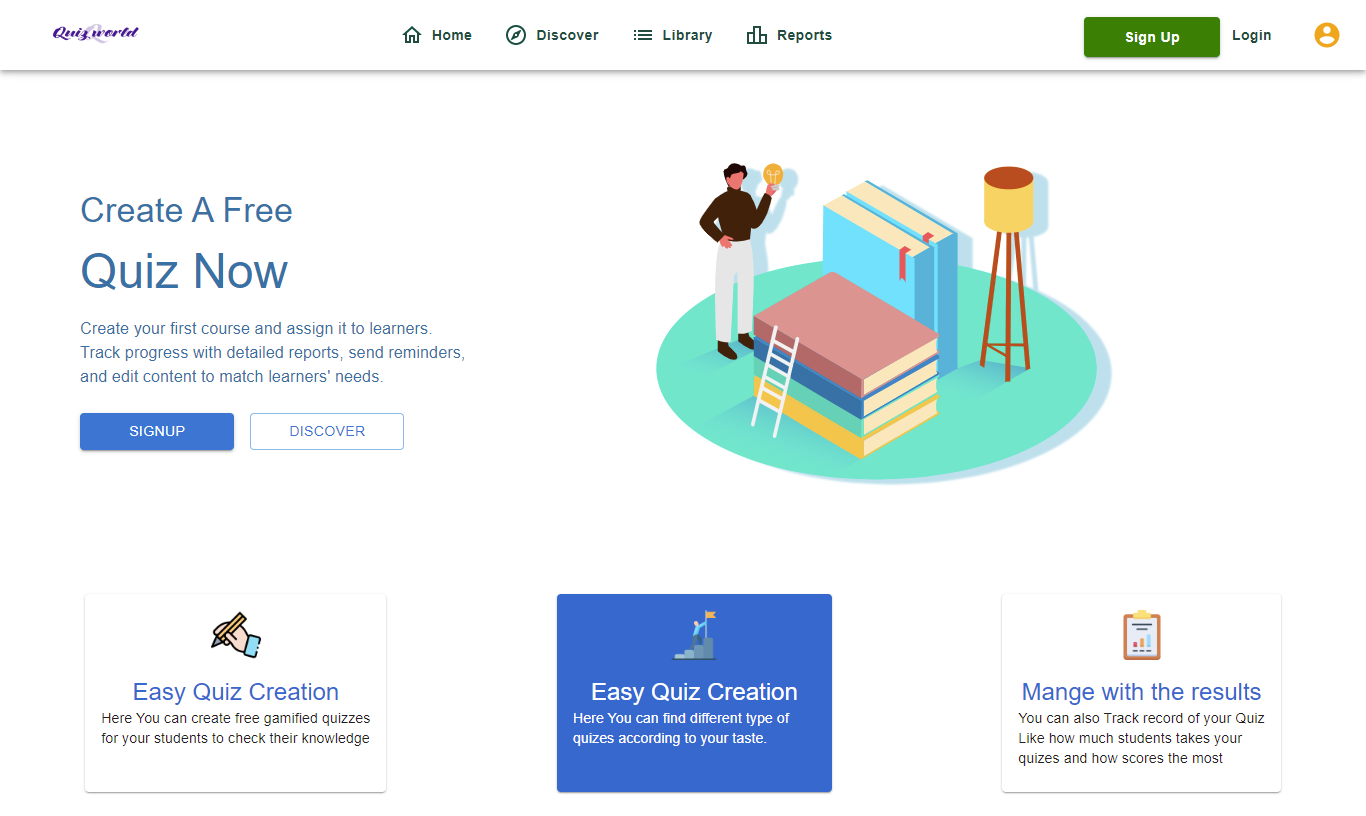 Quiz world
Home
Discover
Library
Reports
Sign Up
Login
Create A Free
Quiz Now
Create your first course and assign it to learners.
Track progress with detailed reports, send reminders,
and edit content to match learners' needs.
SIGNUP
DISCOVER
Easy Quiz Creation
Here You can create free gamified quizzes
for your students to check their knowledge
Easy Quiz Creation
Here You can find different type of
quizes according to your taste.
Mange with the results
You can also Track record of your Quiz
Like how much students takes your
quizes and how scores the most